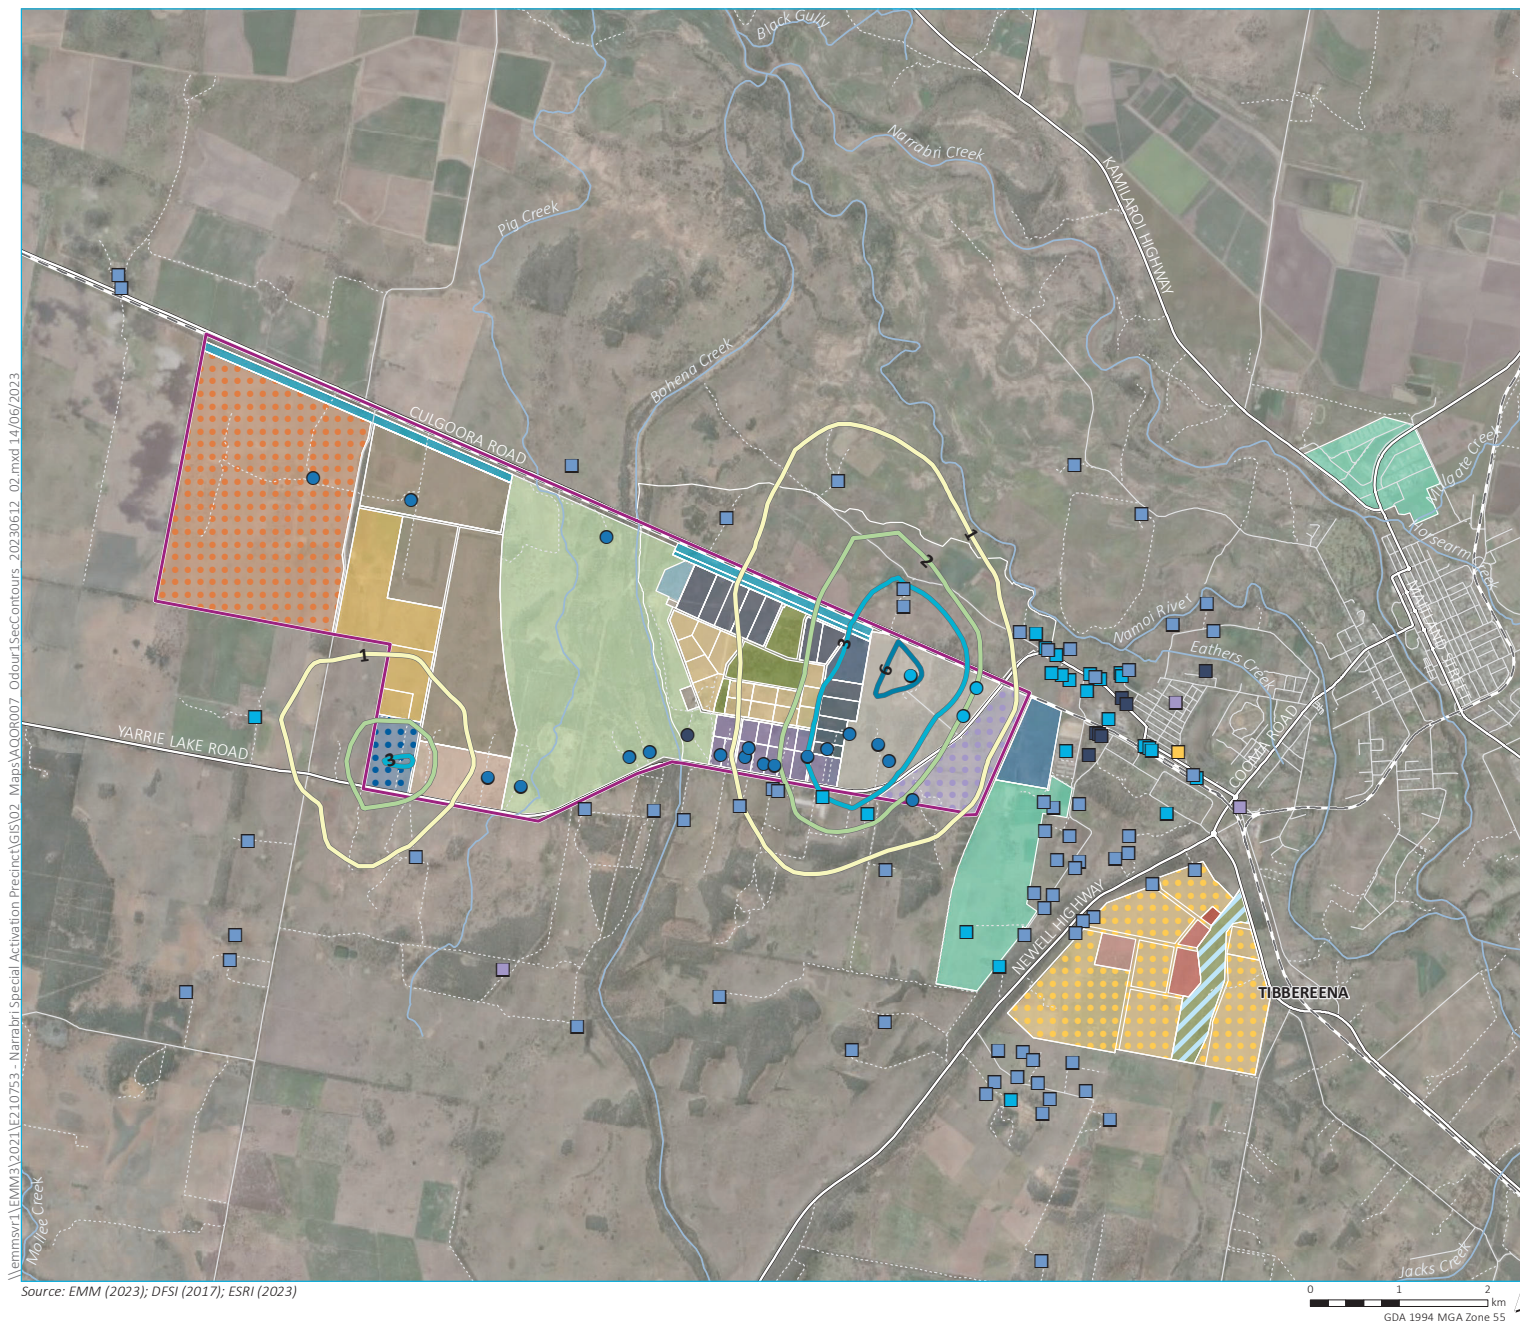 Black Gully
Narrabri Creek
KAMILAROI HIGHWAY
Pig Creek
Bohena Creek
CULGOORA ROAD
Mulgate Creek
Horsearm Creek
1
2
3
6
MAITLAND STREET
Namoi River
Eathers Creek
1
3
YARRIE LAKE ROAD
COOMA ROAD
NEWELL HIGHWAY
TIBBEREENA
Mollee Creek
Jacks Creek
\\emmsvr1\EMM3\2021\E210753 - Narrabri Special Activation Precinct\GIS\02_Maps\AQOR007_Odour1SecContours_20230612_02.mxd 14/06/2023
Source: EMM (2023); DFSI (2017); ESRI (2023)
0 1 2
km
GDA 1994 MGA Zone 55